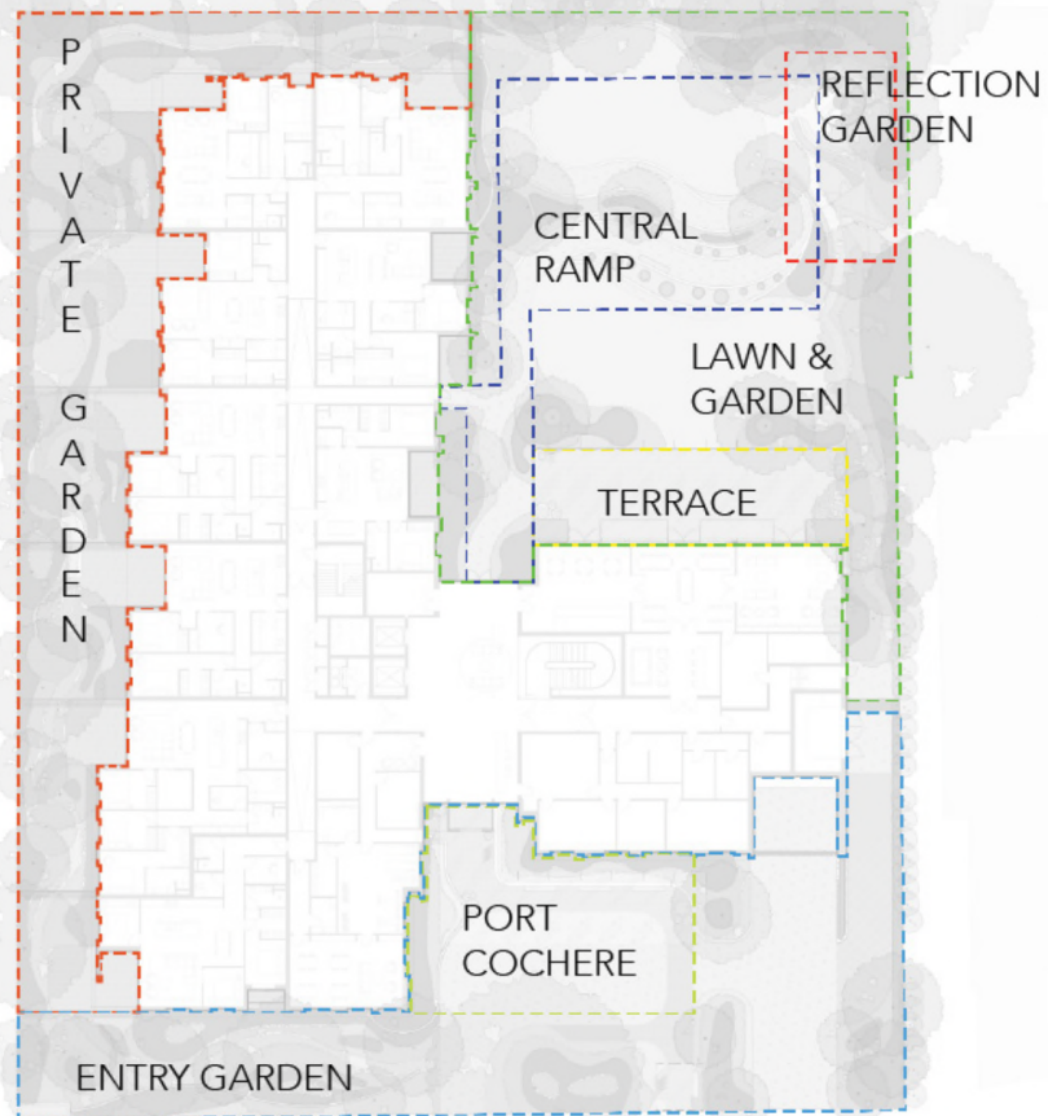 PRIVATE GARDEN
REFLECTION
GARDEN
CENTRAL
RAMP
LAWN &
GARDEN
TERRACE
PORT
COCHERE
ENTRY GARDEN